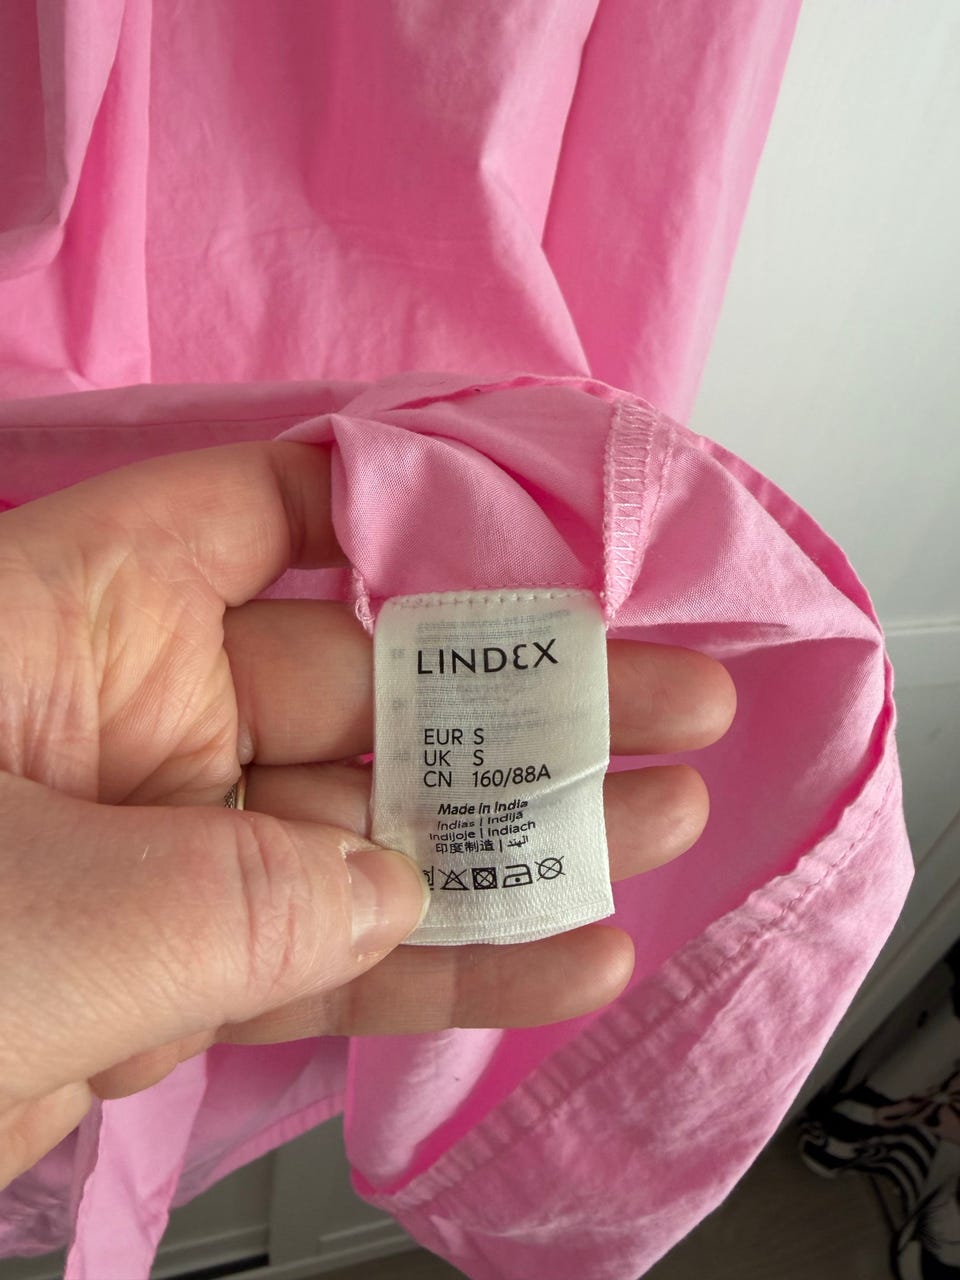 LINDEX
EUR S
UK S
CN 160/88A
Made in India
Indias | Indija
Indijoje | Indiach
印度制造 | الهند